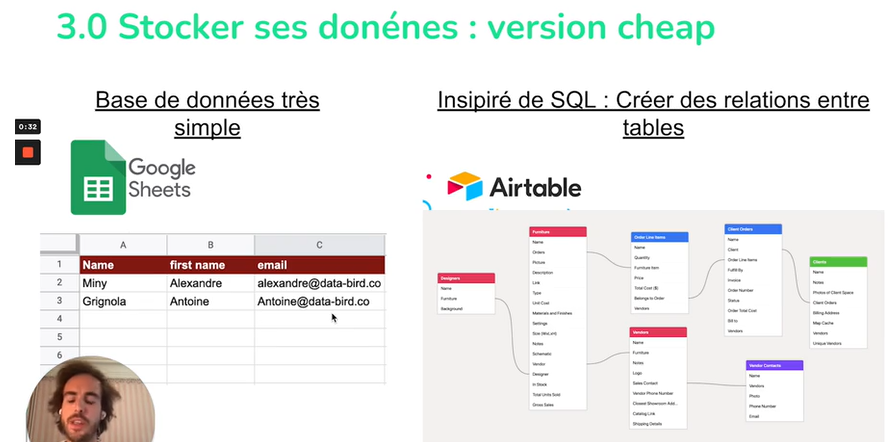 3.0 Stocker ses donénes : version cheap
Base de données très
simple
Insipiré de SQL : Créer des relations entre
tables
0:32
Google
Sheets
Airtable
A B C
1 Name first name email
2 Miny Alexandre alexandre@data-bird.co
3 Grignola Antoine Antoine@data-bird.co
4
5
6
Designers
Name
Furniture
Background
Furniture
Name
Orders
Picture
Description
Link
Type
Unit Cost
Materials and Finishes
Settings
Size (WxLxH)
Notes
Schematic
Vendor
Designer
In Stock
Total Units Sold
Gross Sales
Order Line Items
Name
Quantity
Furniture Item
Price
Total Cost ($)
Belongs to Order
Vendors
Vendors
Name
Furniture
Notes
Logo
Sales Contact
Vendor Phone Number
Closest Showroom Add...
Catalog Link
Shipping Details
Client Orders
Name
Client
Order Line Items
Fulfill By
Invoice
Order Number
Status
Order Total Cost
Bill to
Vendors
Vendor Contacts
Name
Vendors
Photo
Phone Number
Email
Clients
Name
Notes
Photos of Client Space
Client Orders
Billing Address
Map Cache
Vendors
Unique Vendors